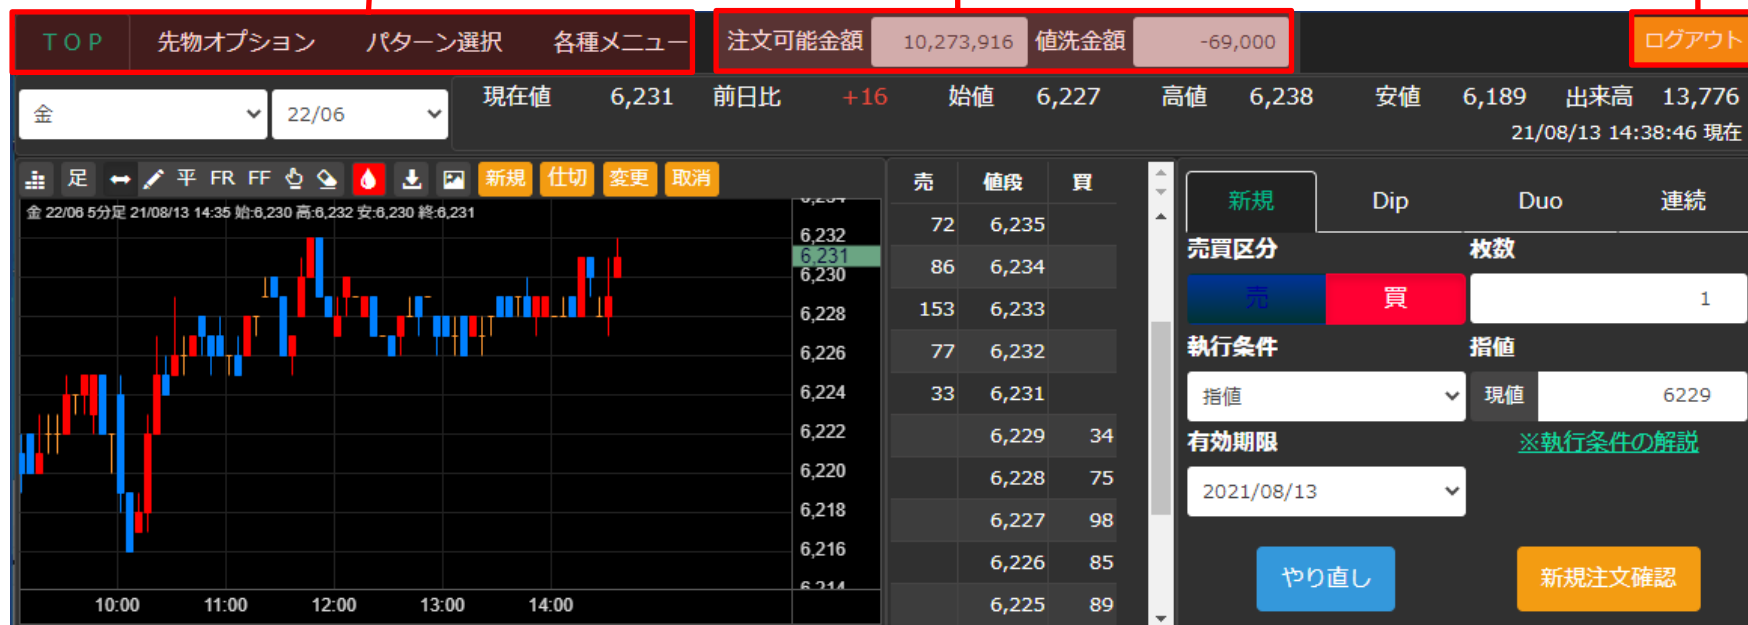 TOP 先物オプション パターン選択 各種メニュー 注文可能金額 10,273,916 値洗金額 -69,000 ログアウト
金 22/06 現在値 6,231 前日比 +16 始値 6,227 高値 6,238 安値 6,189 出来高 13,776
21/08/13 14:38:46 現在
足 平 FR FF 新規 仕切 変更 取消
金 22/06 5分足 21/08/13 14:35 始:6,230 高:6,232 安:6,230 終:6,231
6,232
6,231
6,230
6,228
6,226
6,224
6,222
6,220
6,218
6,216
6,214
10:00 11:00 12:00 13:00 14:00
売 値段 買
72 6,235
86 6,234
153 6,233
77 6,232
33 6,231
6,229 34
6,228 75
6,227 98
6,226 85
6,225 89
新規 Dip Duo 連続
売買区分 枚数
売 買 1
執行条件 指値
指値 現値 6229
有効期限 ※執行条件の解説
2021/08/13
やり直し 新規注文確認